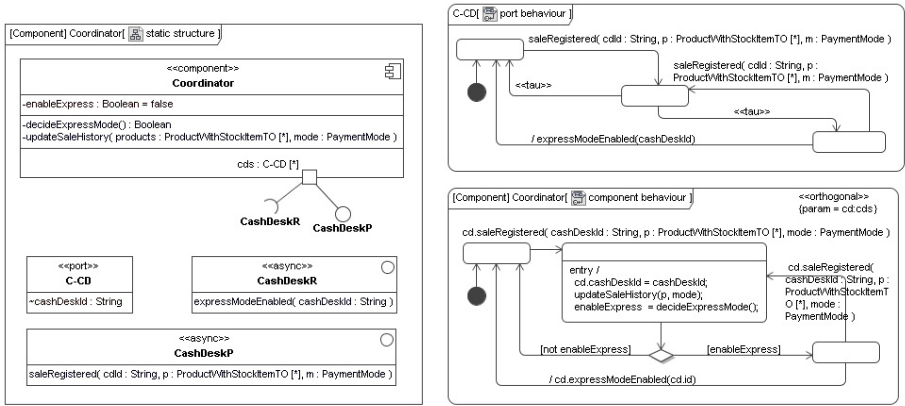 [Component] Coordinator[ static structure ]
<<component>>
Coordinator
-enableExpress : Boolean = false
-decideExpressMode() : Boolean
-updateSaleHistory( products : ProductWithStockItemTO [*], mode : PaymentMode )
cds : C-CD [*]
CashDeskR
CashDeskP
<<port>>
C-CD
~cashDeskId : String
<<async>>
CashDeskR
expressModeEnabled( cashDeskId : String )
<<async>>
CashDeskP
saleRegistered( cdId : String, p : ProductWithStockItemTO [*], m : PaymentMode )
C-CD[ port behaviour ]
saleRegistered( cdId : String, p : ProductWithStockItemTO [*], m : PaymentMode )
saleRegistered( cdId : String, p :
ProductWithStockItemTO [*], m : PaymentMode )
<<tau>>
<<tau>>
/ expressModeEnabled(cashDeskId)
[Component] Coordinator[ component behaviour ]
<<orthogonal>>
{param = cd:cds}
cd.saleRegistered( cashDeskId : String, p : ProductWithStockItemTO [*], mode : PaymentMode )
entry /
cd.cashDeskId = cashDeskId;
updateSaleHistory(p, mode);
enableExpress = decideExpressMode();
cd.saleRegistered(
cashDeskId : String, p :
ProductWithStockItemT
O [*], mode :
PaymentMode )
[not enableExpress]
[enableExpress]
/ cd.expressModeEnabled(cd.id)